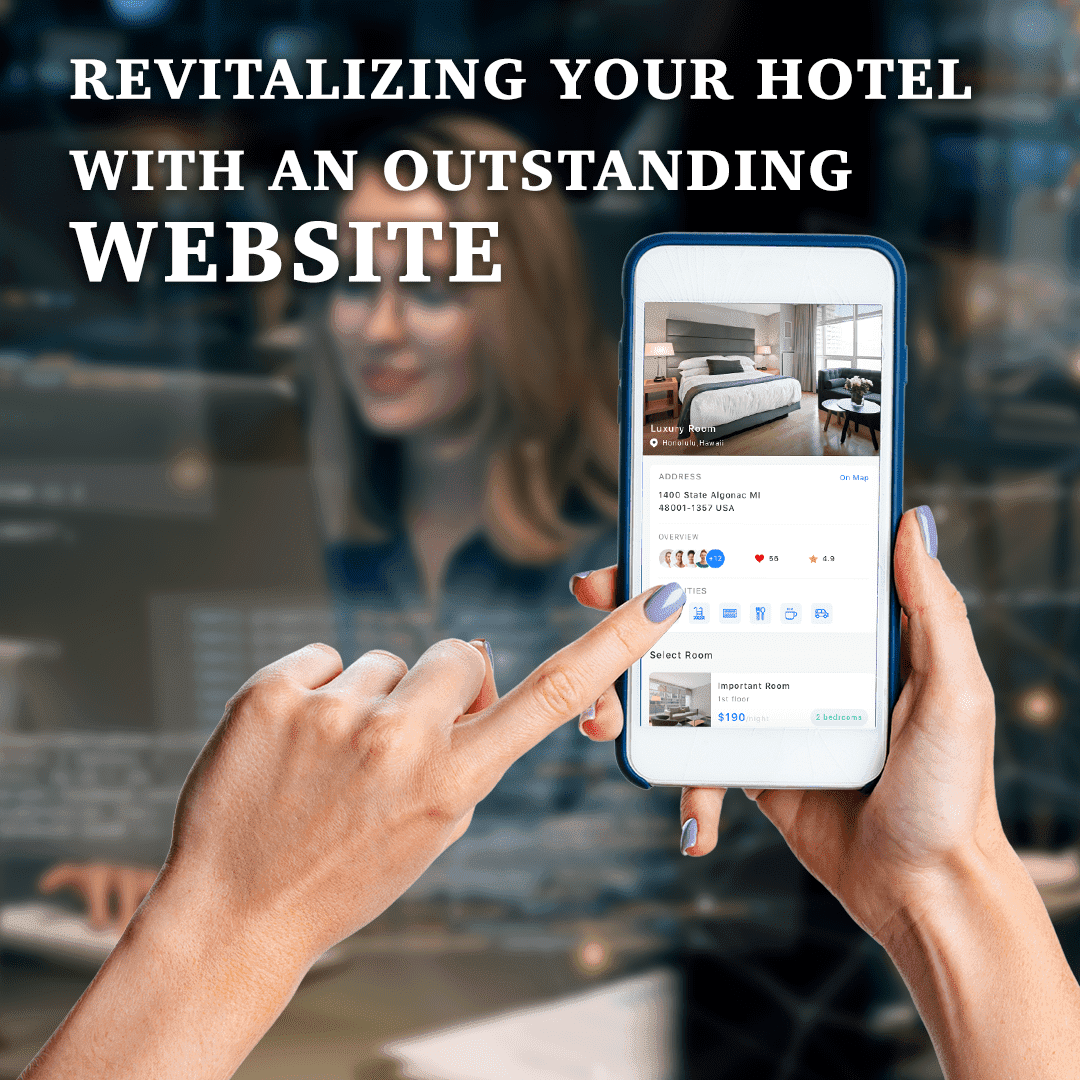 REVITALIZING YOUR HOTEL
WITH AN OUTSTANDING
WEBSITE
Luxury Room
Honolulu, Hawaii
ADDRESS
On Map
1400 State Algonac MI
48001-1357 USA
OVERVIEW
+12
55
4.9
ITIES
Select Room
Important Room
1st floor
$190/night
2 bedrooms